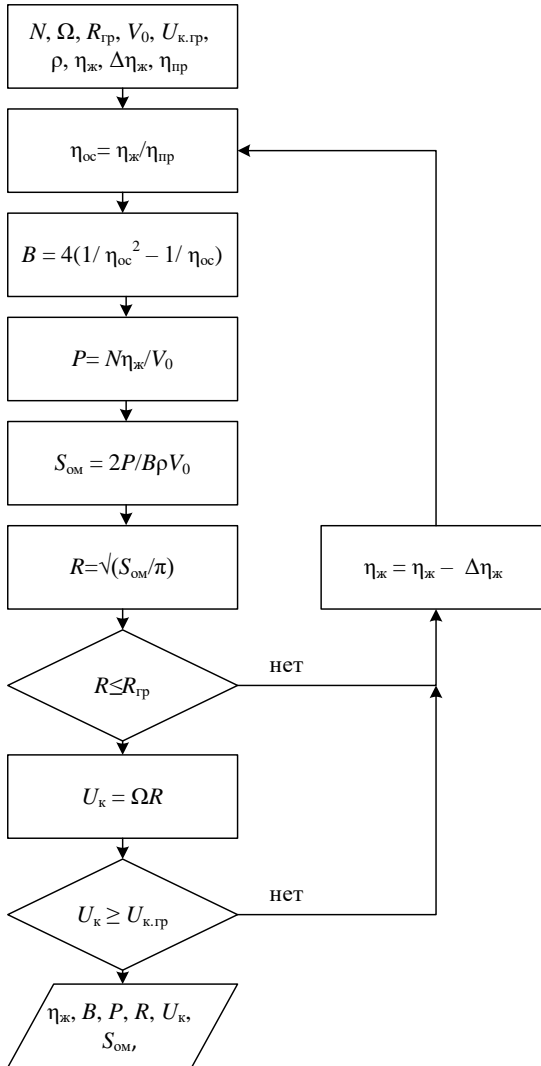 N, Ω, Rгр, V0, Uк.гр,
ρ, ηж, Δηж, ηпр
ηос= ηж/ηпр
B = 4(1/ ηос² – 1/ ηос)
P= Nηж/V0
Sом = 2P/BρV0
R=√(Sом/π)
ηж = ηж – Δηж
R≤Rгр
нет
Uк = ΩR
Uк ≥ Uк.гр
нет
ηж, B, P, R, Uк,
Sом,